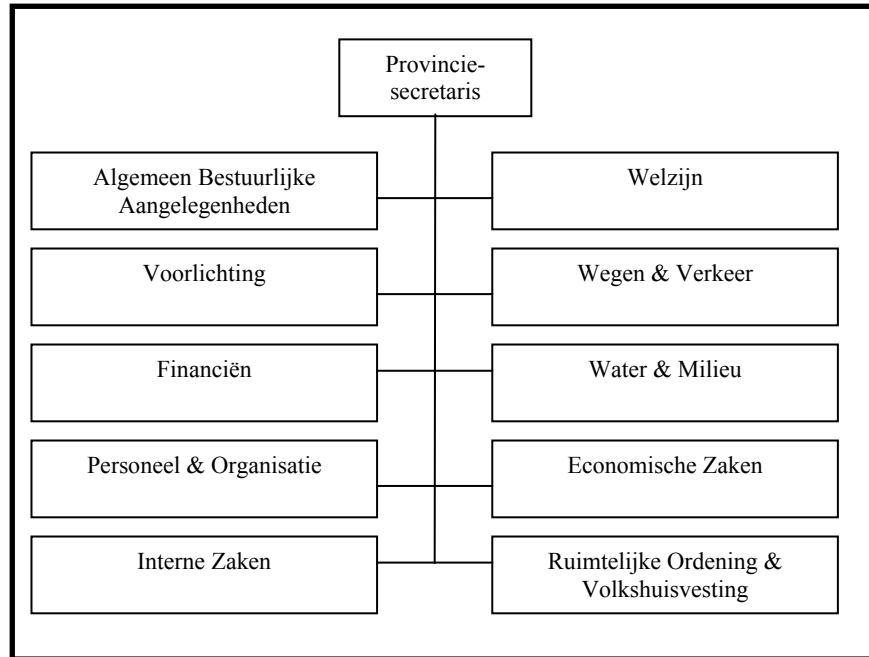 Provincie-
secretaris
Algemeen Bestuurlijke
Aangelegenheden
Welzijn
Voorlichting
Wegen & Verkeer
Financiën
Water & Milieu
Personeel & Organisatie
Economische Zaken
Interne Zaken
Ruimtelijke Ordening &
Volkshuisvesting